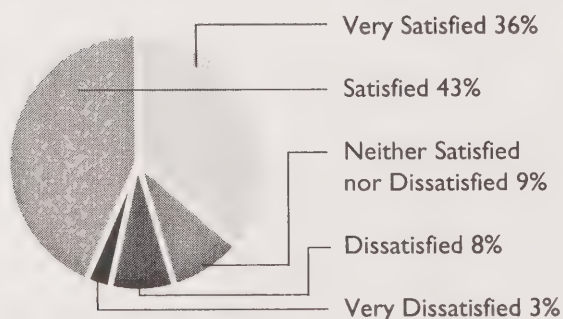 Very Satisfied 36%
Satisfied 43%
Neither Satisfied
nor Dissatisfied 9%
Dissatisfied 8%
Very Dissatisfied 3%